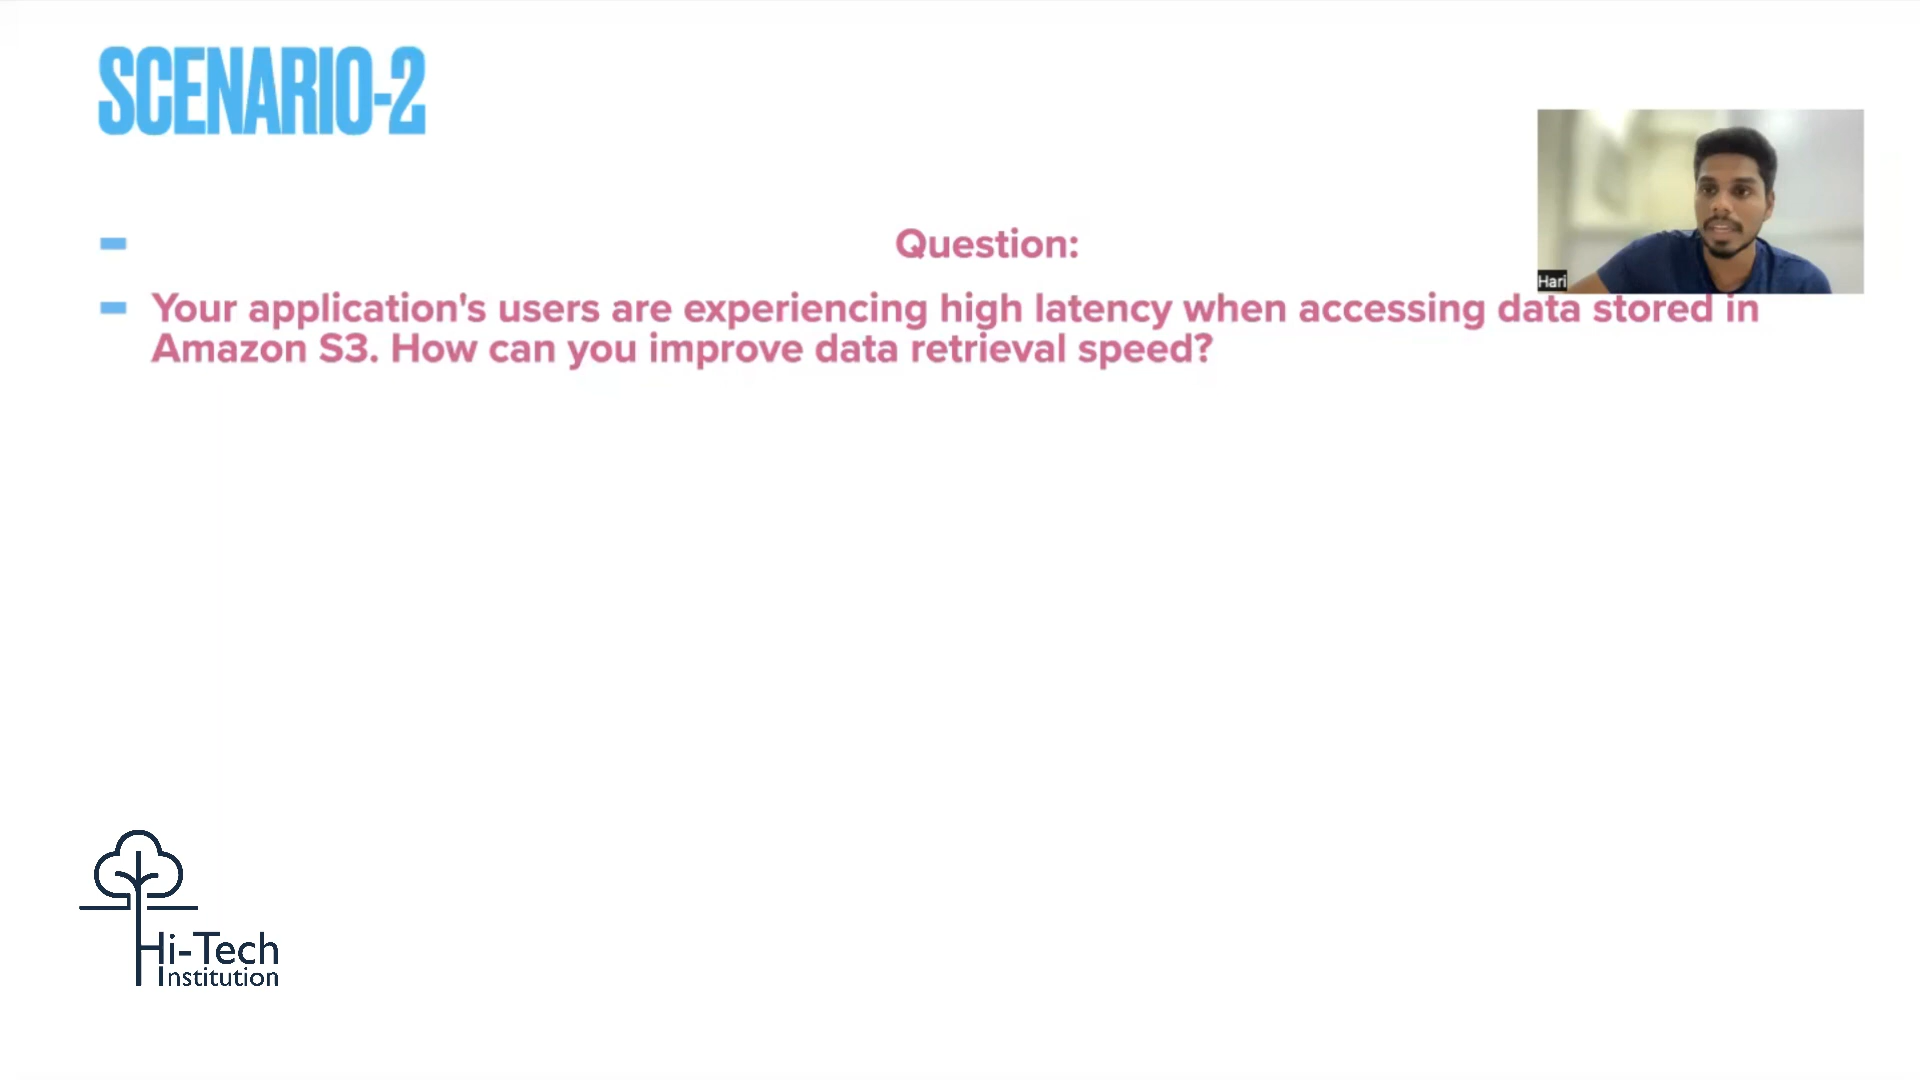 SCENARIO-2
Question:
Hari
Your application's users are experiencing high latency when accessing data stored in
Amazon S3. How can you improve data retrieval speed?
Hi-Tech
Institution